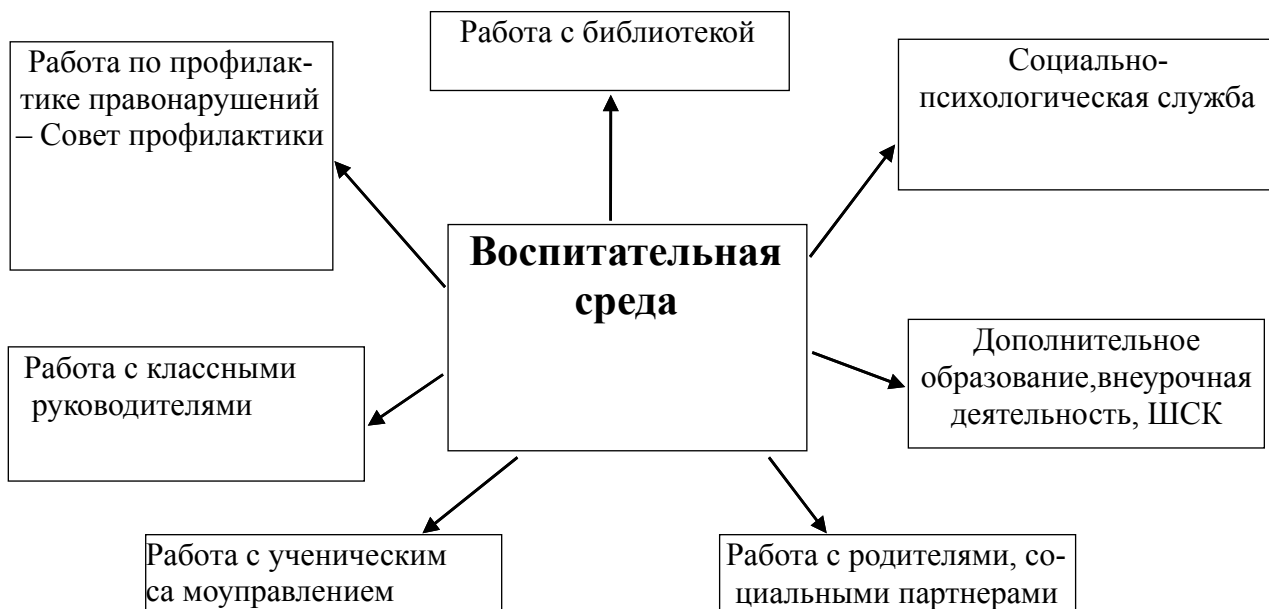 Работа с библиотекой
Работа по профилак-
тике правонарушений
– Совет профилактики
Социально-
психологическая служба
Воспитательная
среда
Работа с классными
руководителями
Дополнительное
образование,внеурочная
деятельность, ШСК
Работа с ученическим
са моуправлением
Работа с родителями, со-
циальными партнерами